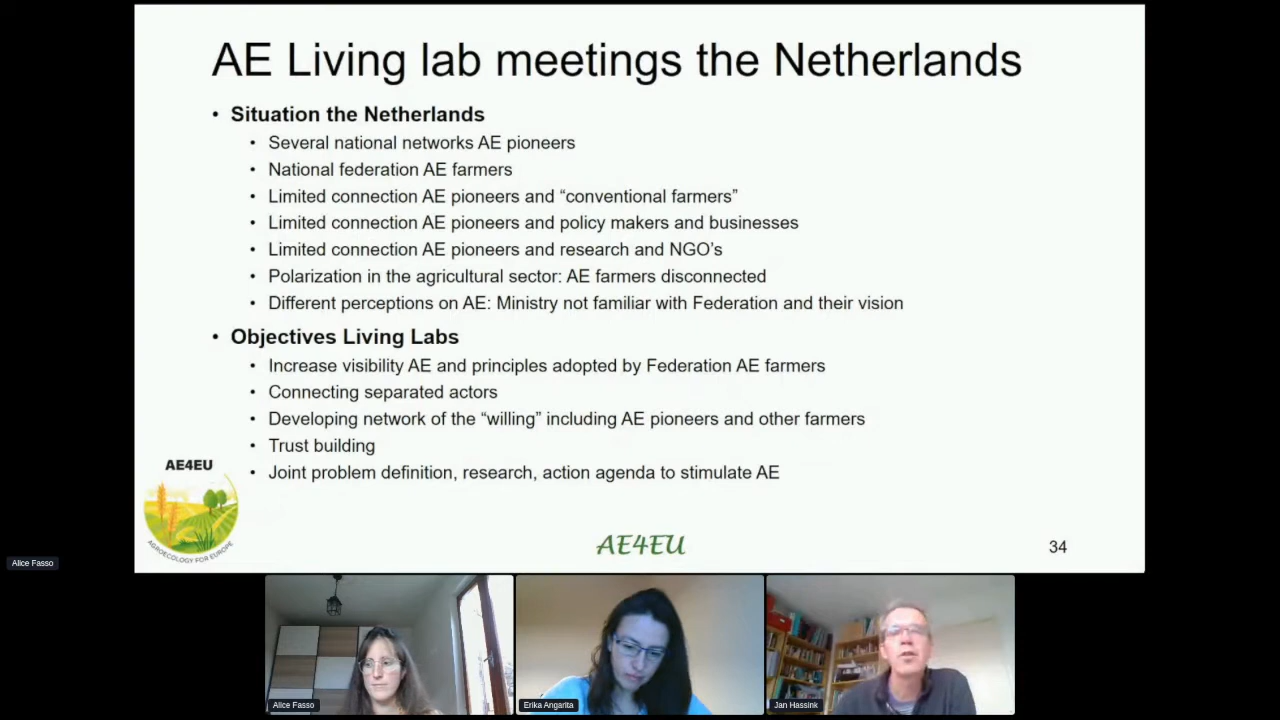 AE Living lab meetings the Netherlands
• Situation the Netherlands
• Several national networks AE pioneers
• National federation AE farmers
• Limited connection AE pioneers and “conventional farmers”
• Limited connection AE pioneers and policy makers and businesses
• Limited connection AE pioneers and research and NGO’s
• Polarization in the agricultural sector: AE farmers disconnected
• Different perceptions on AE: Ministry not familiar with Federation and their vision
• Objectives Living Labs
• Increase visibility AE and principles adopted by Federation AE farmers
• Connecting separated actors
• Developing network of the “willing” including AE pioneers and other farmers
• Trust building
• Joint problem definition, research, action agenda to stimulate AE
AE4EU
AGROECOLOGY FOR EUROPE
AE4EU
34
Alice Fasso
Alice Fasso
Erika Angarita
Jan Hassink